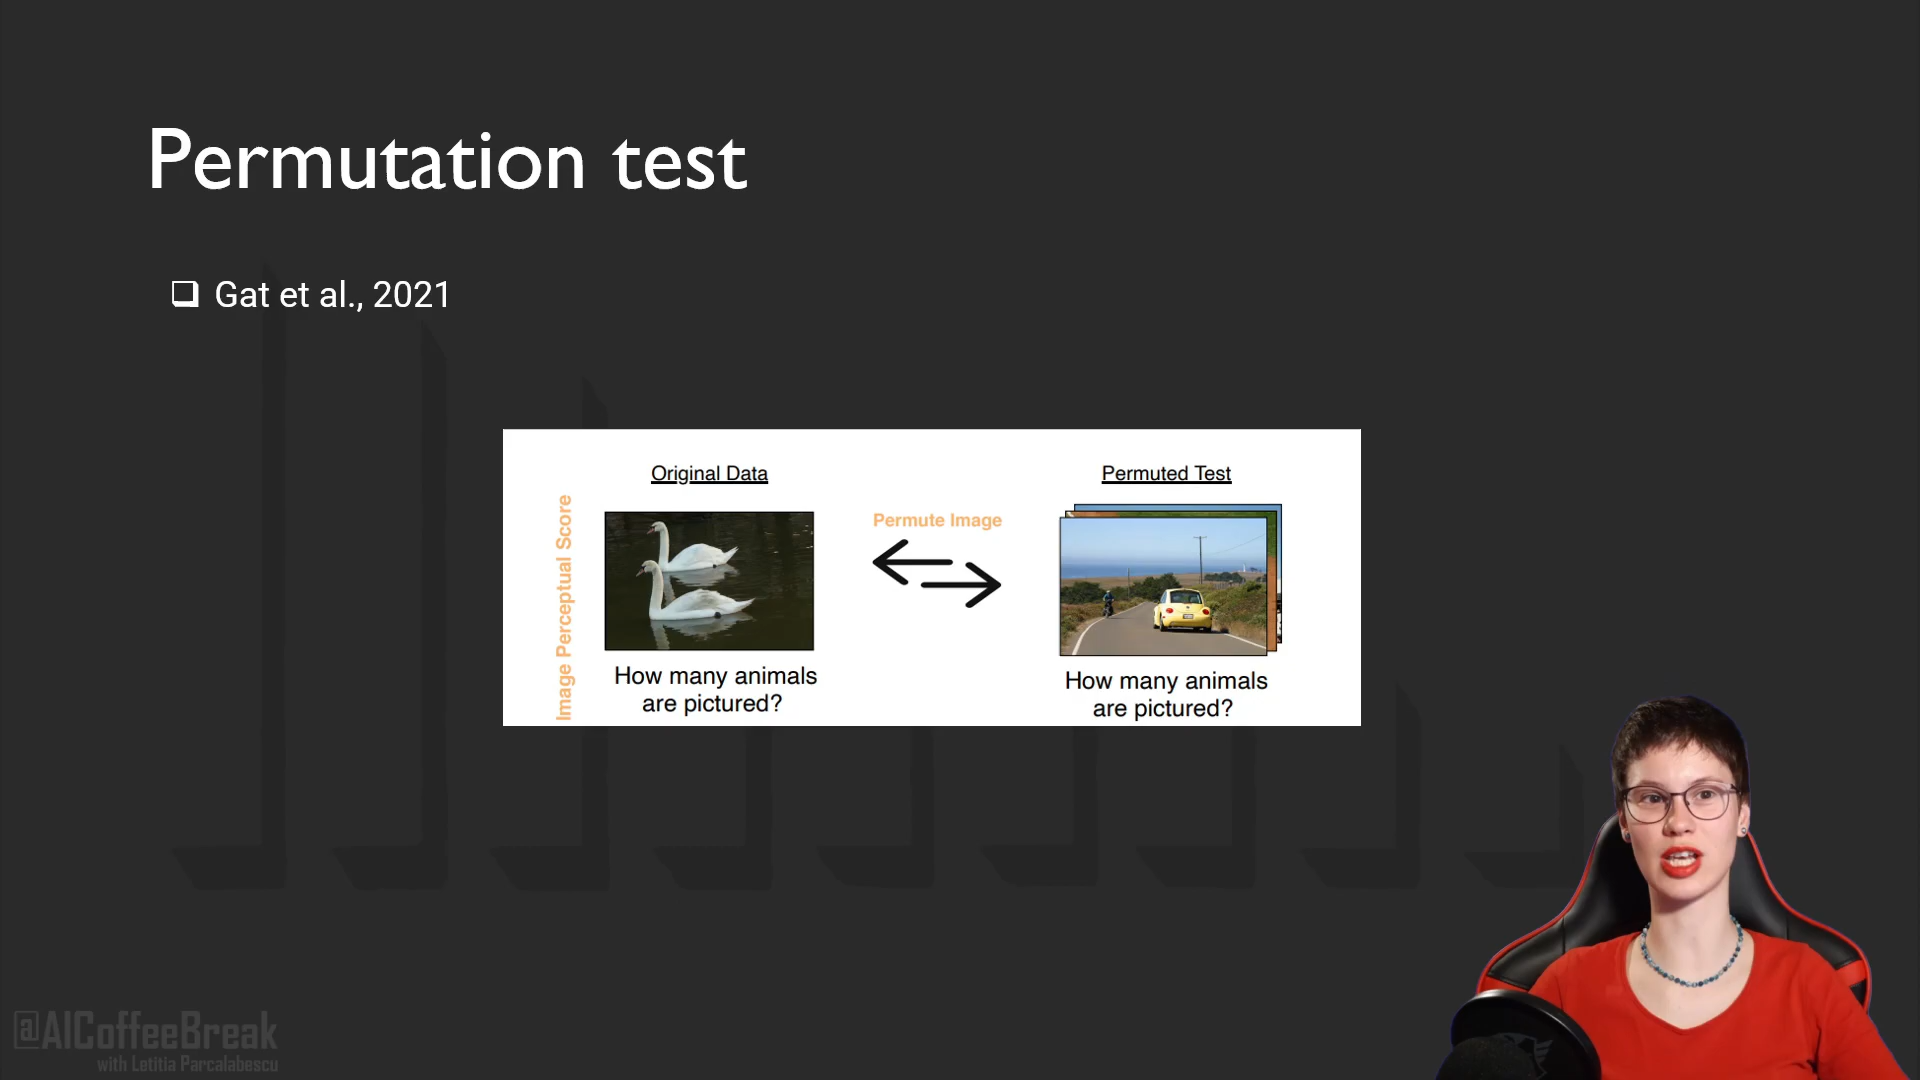 Permutation test
Gat et al., 2021
Original Data
Permuted Test
Image Perceptual Score
Permute Image
How many animals
are pictured?
How many animals
are pictured?
@AICoffeeBreak
with Letitia Parcalabescu